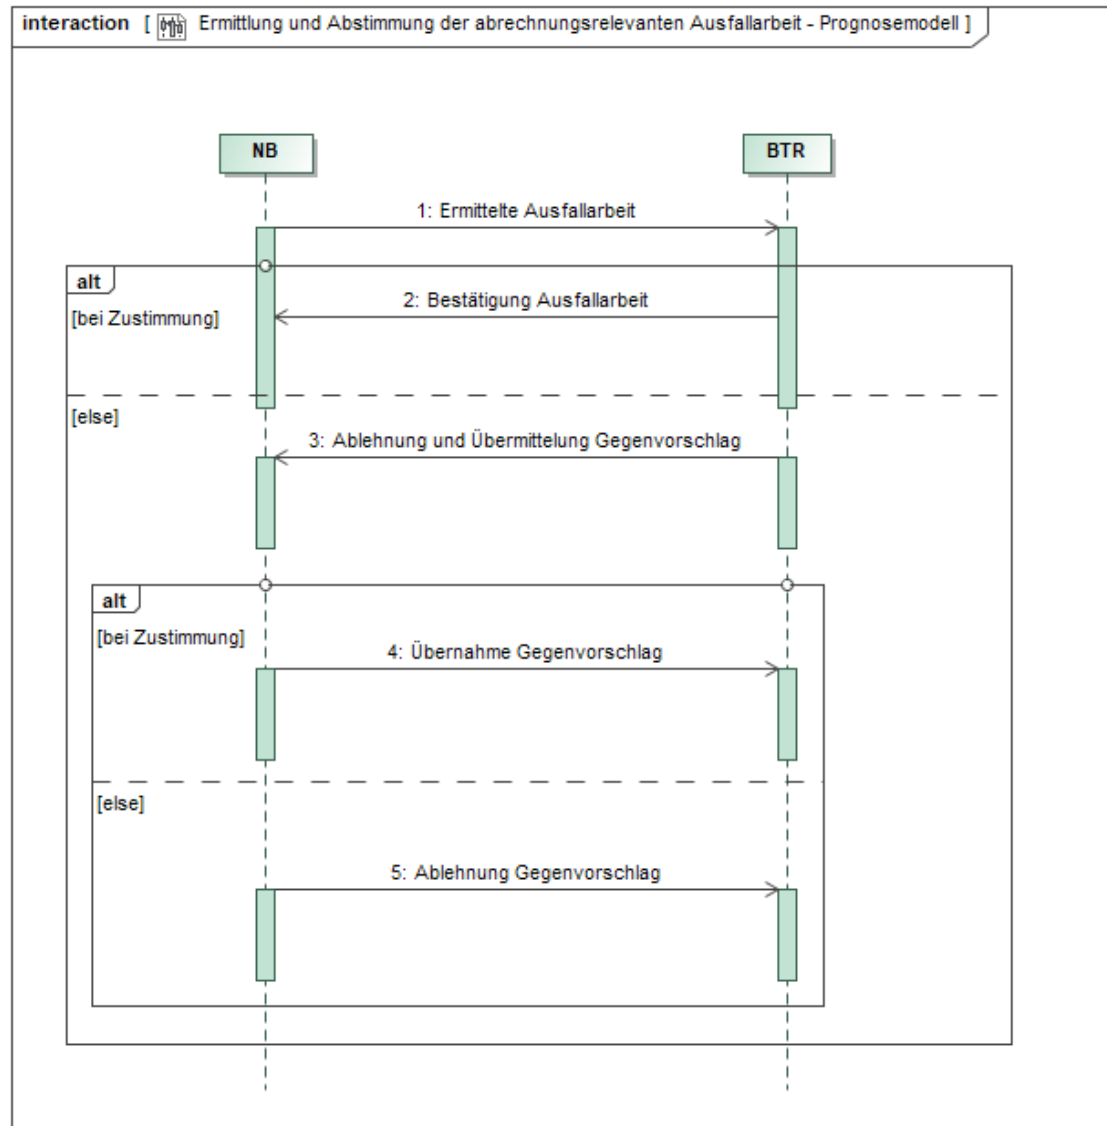 interaction [ Ermittlung und Abstimmung der abrechnungsrelevanten Ausfallarbeit - Prognosemodell ]
NB
BTR
1: Ermittelte Ausfallarbeit
alt
2: Bestätigung Ausfallarbeit
[bei Zustimmung]
[else]
3: Ablehnung und Übermittelung Gegenvorschlag
alt
[bei Zustimmung]
4: Übernahme Gegenvorschlag
[else]
5: Ablehnung Gegenvorschlag